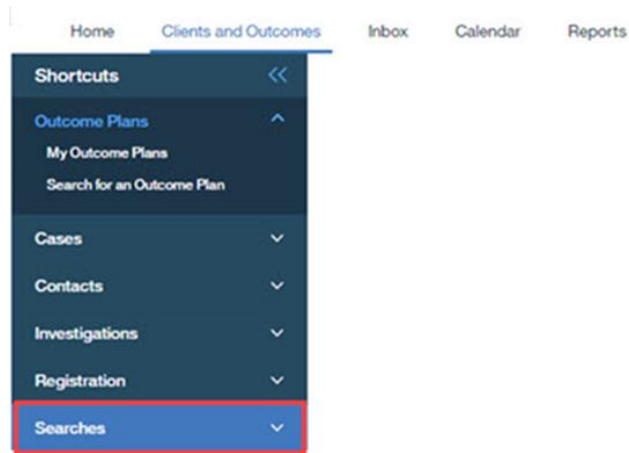 Home Clients and Outcomes Inbox Calendar Reports
Shortcuts
Outcome Plans
My Outcome Plans
Search for an Outcome Plan
Cases
Contacts
Investigations
Registration
Searches